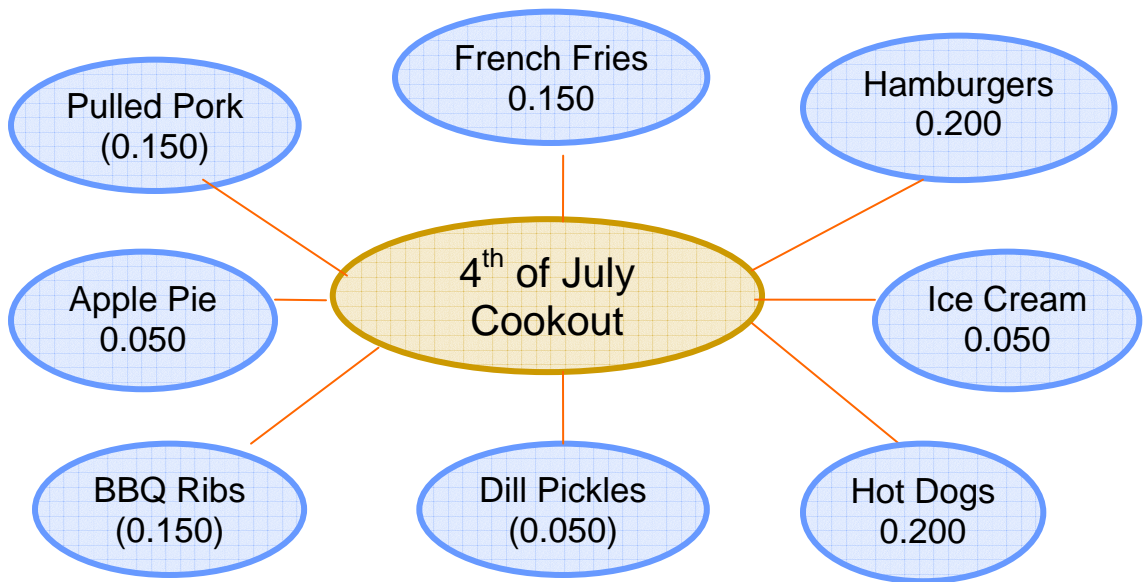 French Fries
0.150
Hamburgers
0.200
Pulled Pork
(0.150)
4th of July
Cookout
Apple Pie
0.050
Ice Cream
0.050
BBQ Ribs
(0.150)
Dill Pickles
(0.050)
Hot Dogs
0.200